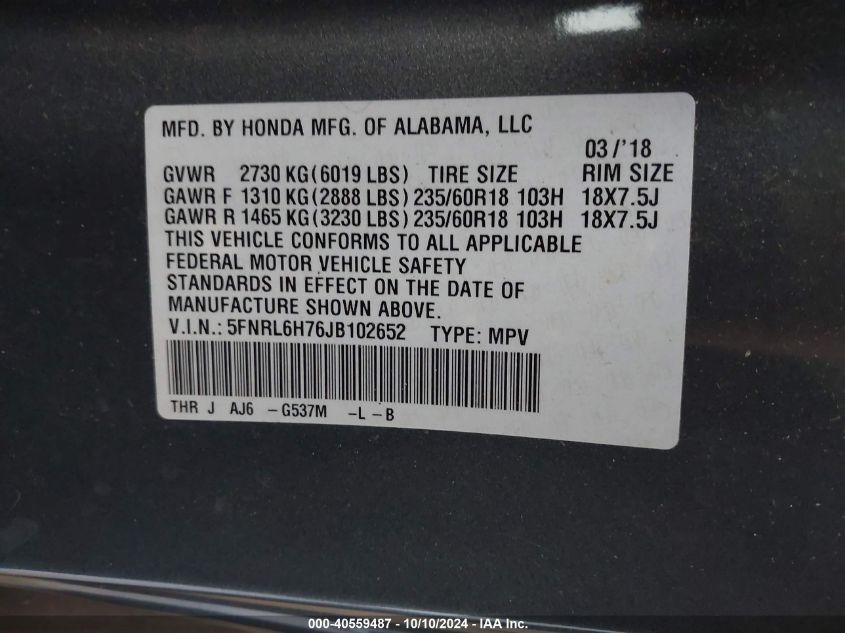 MFD. BY HONDA MFG. OF ALABAMA, LLC
03/'18
GVWR 2730 KG(6019 LBS) TIRE SIZE RIM SIZE
GAWR F 1310 KG(2888 LBS) 235/60R18 103H 18X7.5J
GAWR R 1465 KG(3230 LBS) 235/60R18 103H 18X7.5J
THIS VEHICLE CONFORMS TO ALL APPLICABLE
FEDERAL MOTOR VEHICLE SAFETY
STANDARDS IN EFFECT ON THE DATE OF
MANUFACTURE SHOWN ABOVE.
V.I.N.: 5FNRL6H76JB102652 TYPE: MPV
THR J AJ6 -G537M -L-B
000-40559487 - 10/10/2024 - IAA Inc.